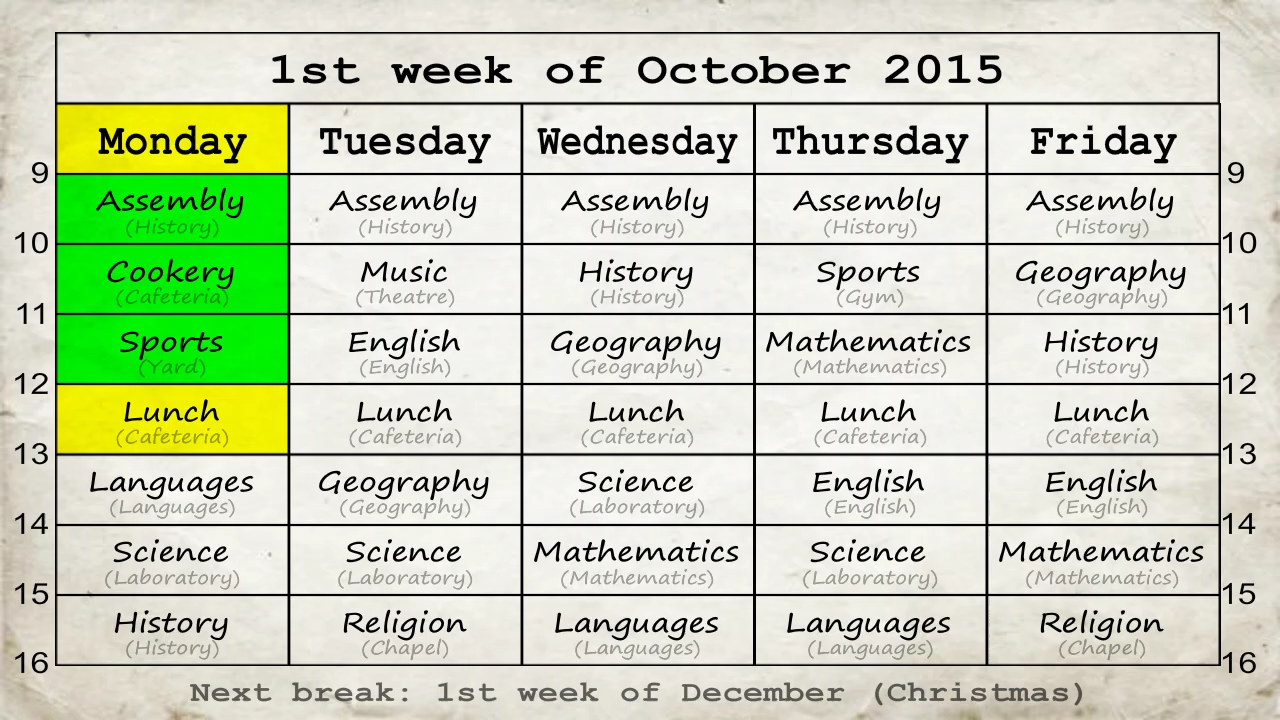 1st week of October 2015
Monday Tuesday Wednesday Thursday Friday
9 9
Assembly Assembly Assembly Assembly Assembly
(History) (History) (History) (History) (History)
10 10
Cookery Music History Sports Geography
(Cafeteria) (Theatre) (History) (Gym) (Geography)
11 11
Sports English Geography Mathematics History
(Yard) (English) (Geography) (Mathematics) (History)
12 12
Lunch Lunch Lunch Lunch Lunch
(Cafeteria) (Cafeteria) (Cafeteria) (Cafeteria) (Cafeteria)
13 13
Languages Geography Science English English
(Languages) (Geography) (Laboratory) (English) (English)
14 14
Science Science Mathematics Science Mathematics
(Laboratory) (Laboratory) (Mathematics) (Laboratory) (Mathematics)
15 15
History Religion Languages Languages Religion
(History) (Chapel) (Languages) (Languages) (Chapel)
16 16
Next break: 1st week of December (Christmas)